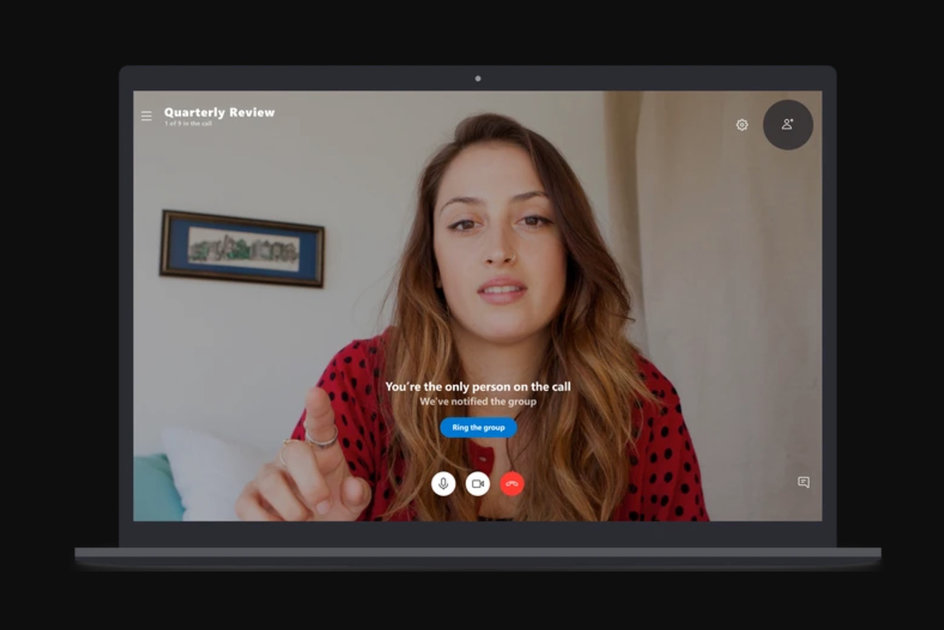 Quarterly Review
1 of 9 in the call
You're the only person on the call
We've notified the group
Ring the group